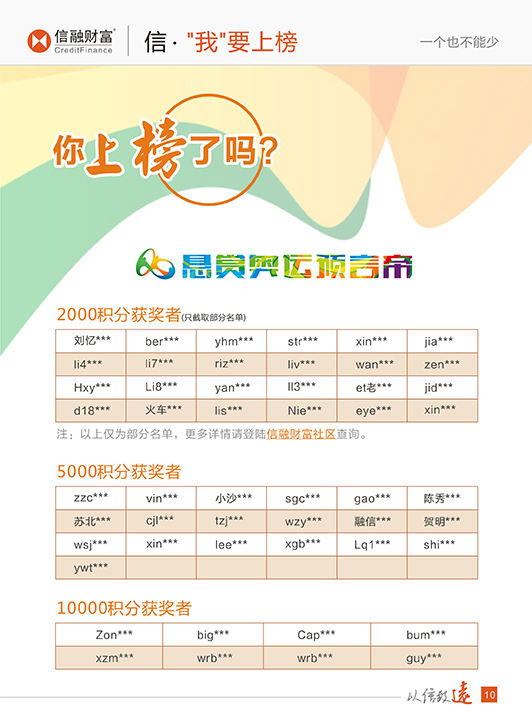 信融财富®
CreditFinance
信·"我"要上榜
一个也不能少
你上榜了吗?
悬赏奥运预言帝
2000积分获奖者(只截取部分名单)
刘忆*** ber*** yhm*** str*** xin*** jia***
li4*** li7*** riz*** liv*** wan*** zen***
Hxy*** Li8*** yan*** ll3*** et老*** jid***
d18*** 火车*** lis*** Nie*** eye*** xin***
注：以上仅为部分名单，更多详情请登陆信融财富社区查询。
5000积分获奖者
zzc*** vin*** 小沙*** sgc*** gao*** 陈秀***
苏北*** cjl*** tzj*** wzy*** 融信*** 贺明***
wsj*** xin*** lee*** xgb*** Lq1*** shi***
ywt***
10000积分获奖者
Zon*** big*** Cap*** bum***
xzm*** wrb*** wrb*** guy***
以信致远 10